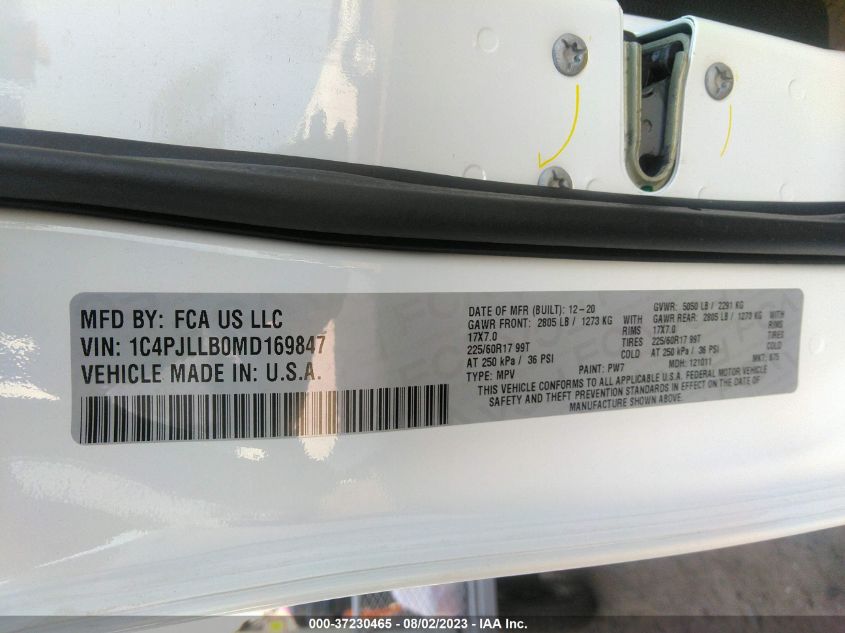 MFD BY: FCA US LLC
VIN: 1C4PJLLB0MD169847
VEHICLE MADE IN: U.S.A.
DATE OF MFR (BUILT): 12-20 GVWR: 5050 LB / 2291 KG
GAWR FRONT: 2805 LB / 1273 KG WITH GAWR REAR: 2805 LB / 1273 KG WITH
17X7.0 RIMS 17X7.0 RIMS
225/60R17 99T TIRES 225/60R17 99T TIRES
AT 250 kPa / 36 PSI AT 250 kPa / 36 PSI
TYPE: MPV PAINT: PW7 MDH: 121011 MKT: 675
THIS VEHICLE CONFORMS TO ALL APPLICABLE U.S.A. FEDERAL MOTOR VEHICLE
SAFETY AND THEFT PREVENTION STANDARDS IN EFFECT ON THE DATE OF
MANUFACTURE SHOWN ABOVE.
000-37230465 - 08/02/2023 - IAA Inc.